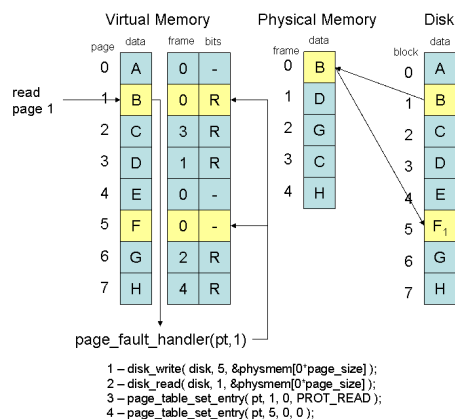 Virtual Memory Physical Memory Disk
page data frame bits frame data block data
0 A 0 - 0 B 0 A
read
page 1
1 B 0 R 1 D 1 B
2 C 3 R 2 G 2 C
3 D 1 R 3 C 3 D
4 E 0 - 4 H 4 E
5 F 0 - 5 F1
6 G 2 R 6 G
7 H 4 R 7 H
page_fault_handler(pt,1)
1 – disk_write( disk, 5, &physmem[0*page_size] );
2 – disk_read( disk, 1, &physmem[0*page_size] );
3 – page_table_set_entry( pt, 1, 0, PROT_READ );
4 – page_table_set_entry( pt, 5, 0, 0 );